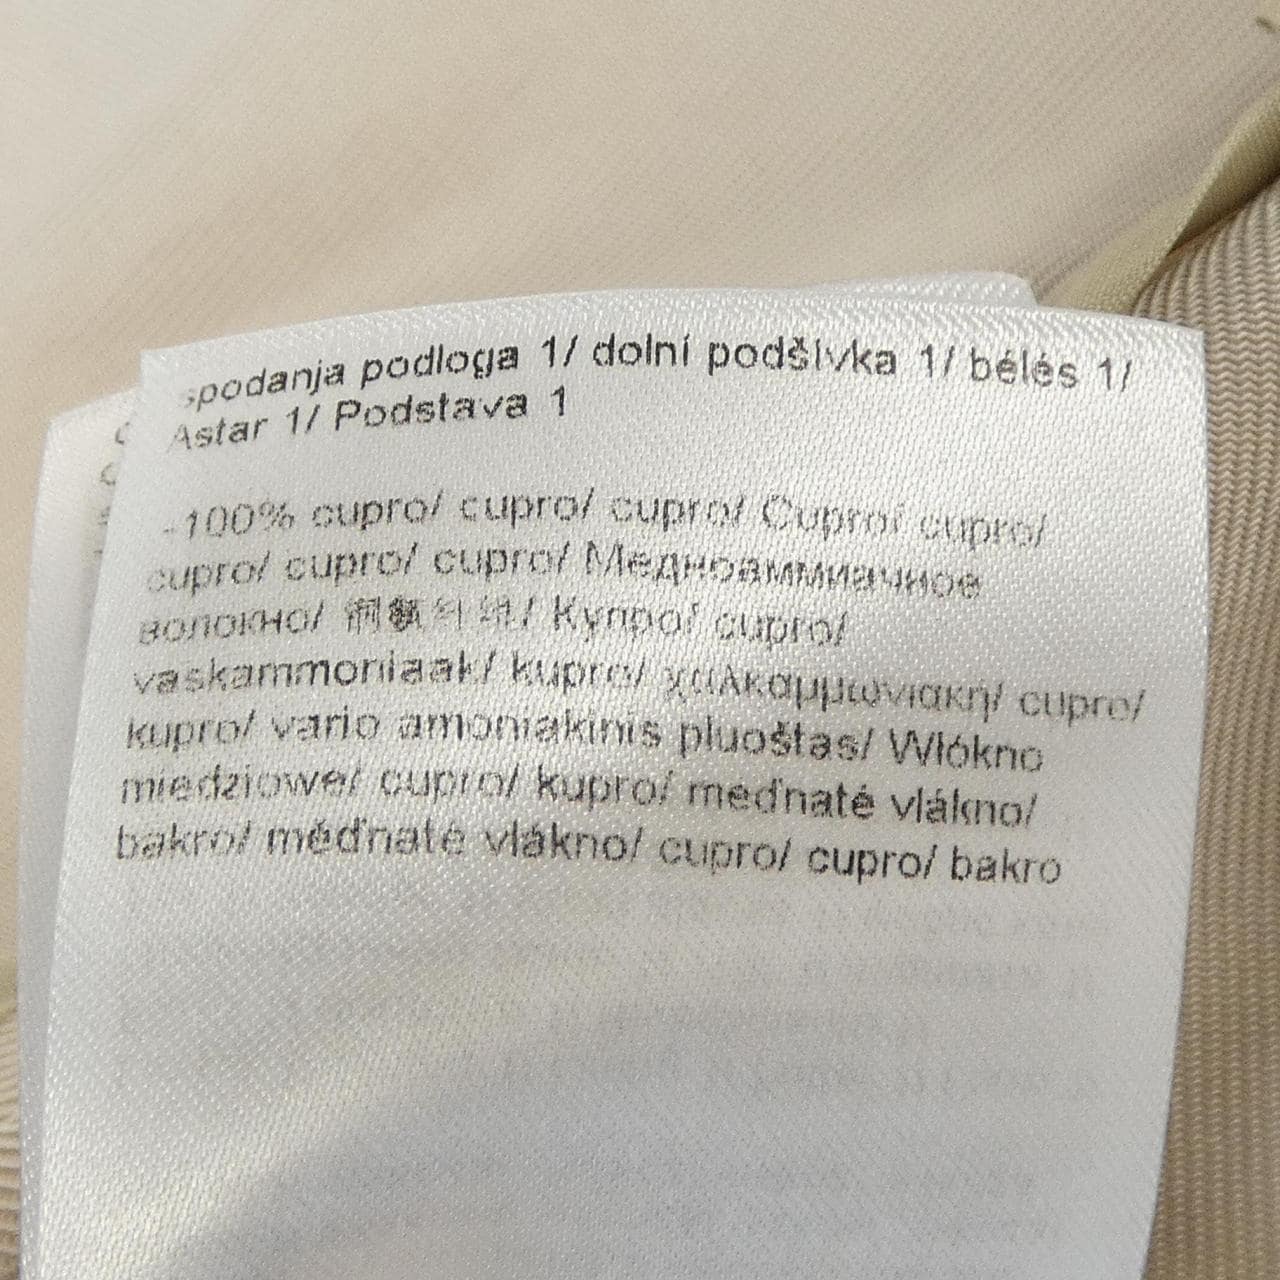 spodanja podloga 1/ dolní podšívka 1/ bélés 1/
Astar 1/ Podstava 1
-100% cupro/ cupro/ cupro/ Cupro/ cupro/
cupro/ cupro/ cupro/ Медноаммиачное
волокно/ 铜氨纤维/ Купро/ cupro/
vaskammoniaak/ kupro/ χαλκαμμωνιακή/ cupro/
kupro/ vario amoniakinis pluoštas/ Wlókno
miedziowe/ cupro/ kupro/ meďnaté vlákno/
bakro/ měďnaté vlákno/ cupro/ cupro/ bakro